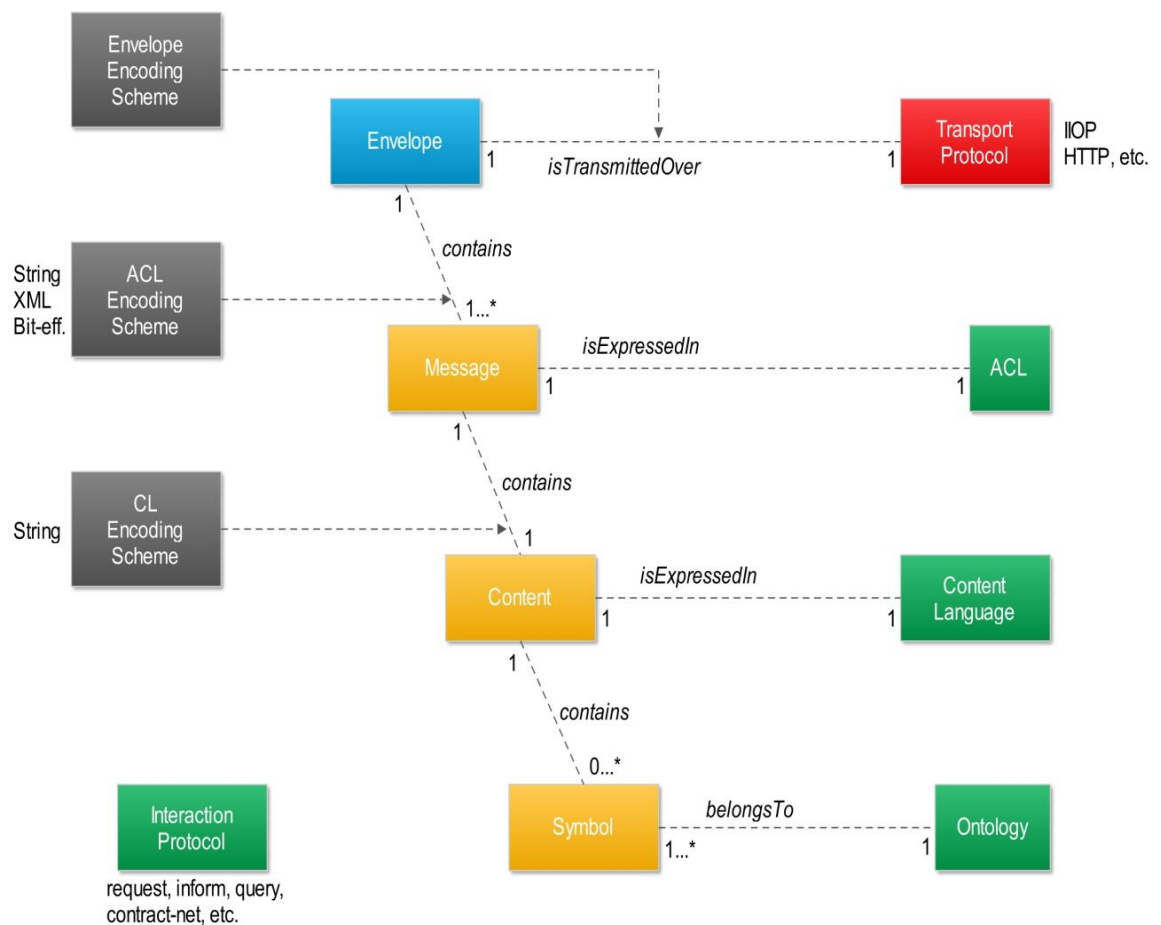 Envelope
Encoding
Scheme
Envelope
1
isTransmittedOver
1
Transport
Protocol
IIOP
HTTP, etc.
1
contains
String
XML
Bit-eff.
ACL
Encoding
Scheme
1...*
Message
1
isExpressedIn
1
ACL
1
contains
String
CL
Encoding
Scheme
1
Content
1
isExpressedIn
1
Content
Language
1
contains
0...*
Interaction
Protocol
request, inform, query,
contract-net, etc.
Symbol
1...*
belongsTo
1
Ontology